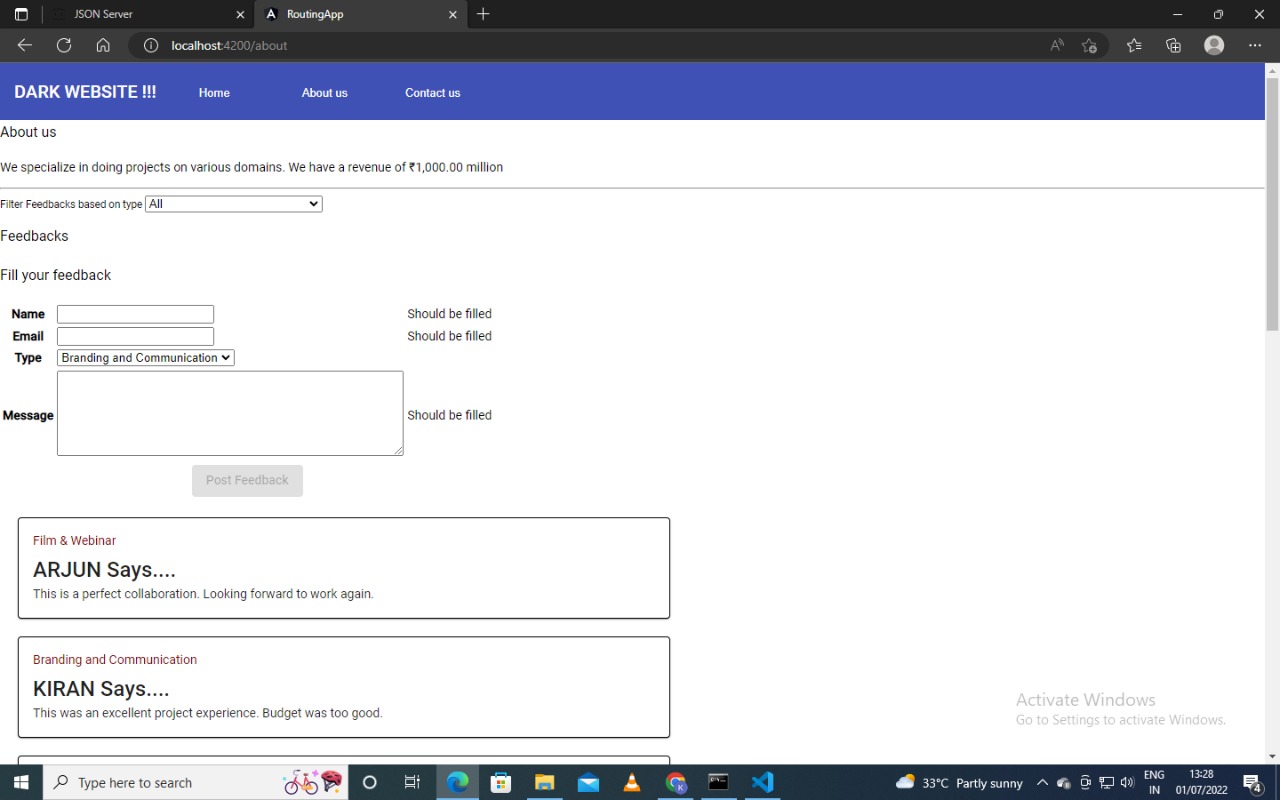 JSON Server
RoutingApp
localhost:4200/about
DARK WEBSITE !!! Home About us Contact us
About us
We specialize in doing projects on various domains. We have a revenue of ₹1,000.00 million
Filter Feedbacks based on type All
Feedbacks
Fill your feedback
Name Should be filled
Email Should be filled
Type Branding and Communication
Message Should be filled
Post Feedback
Film & Webinar
ARJUN Says....
This is a perfect collaboration. Looking forward to work again.
Branding and Communication
KIRAN Says....
This was an excellent project experience. Budget was too good.
Activate Windows
Go to Settings to activate Windows.
Type here to search
33°C Partly sunny
ENG
IN
13:28
01/07/2022
4